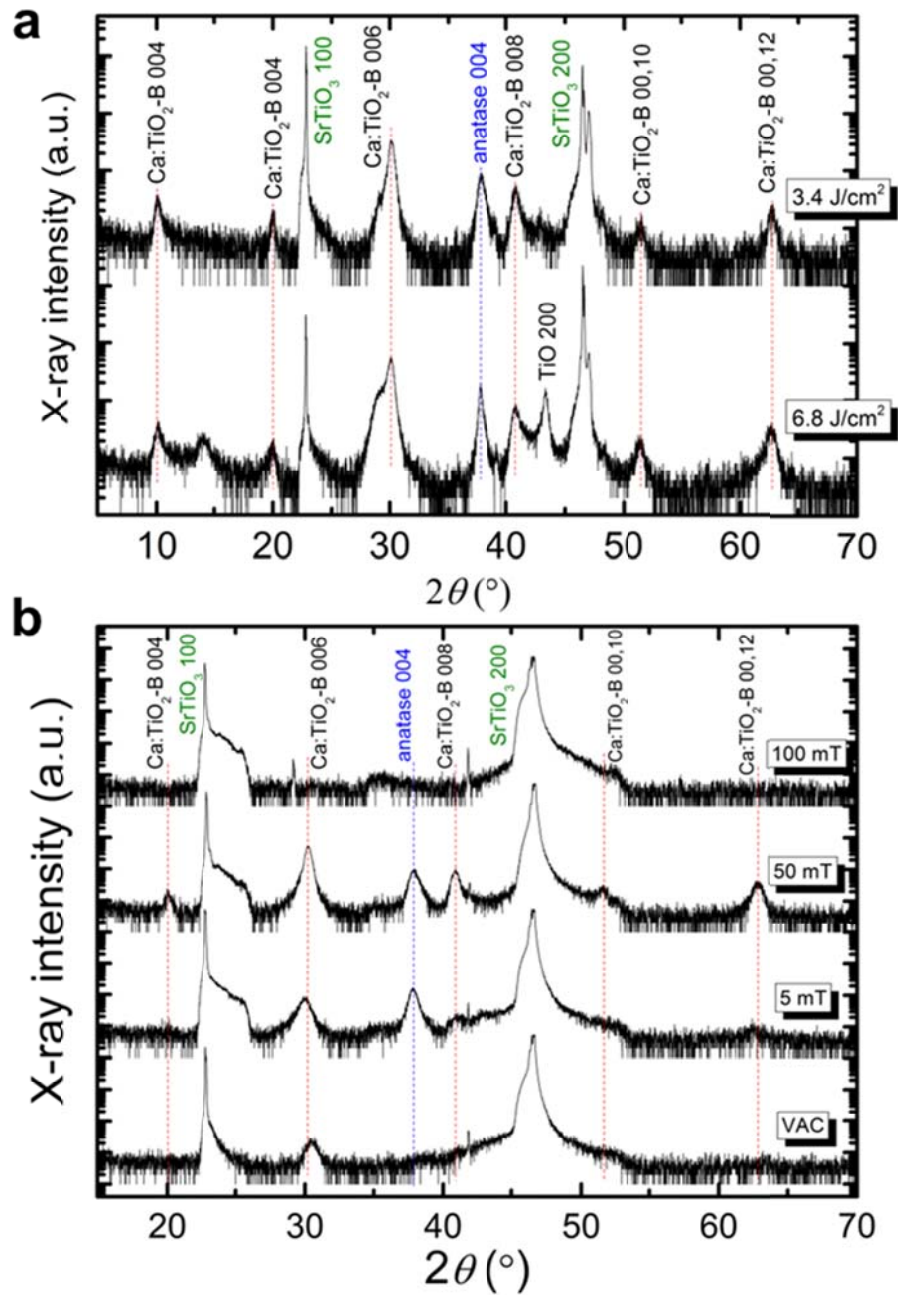 a
Ca:TiO2-B 004
Ca:TiO2-B 004
SrTiO3 100
Ca:TiO2-B 006
anatase 004
Ca:TiO2-B 008
SrTiO3 200
Ca:TiO2-B 00,10
Ca:TiO2-B 00,12
3.4 J/cm2
TiO 200
6.8 J/cm2
X-ray intensity (a.u.)
10 20 30 40 50 60 70
2θ (°)
b
Ca:TiO2-B 004
SrTiO3 100
Ca:TiO2-B 006
anatase 004
Ca:TiO2-B 008
SrTiO3 200
Ca:TiO2-B 00,10
Ca:TiO2-B 00,12
100 mT
50 mT
5 mT
VAC
X-ray intensity (a.u.)
20 30 40 50 60 70
2θ (°)